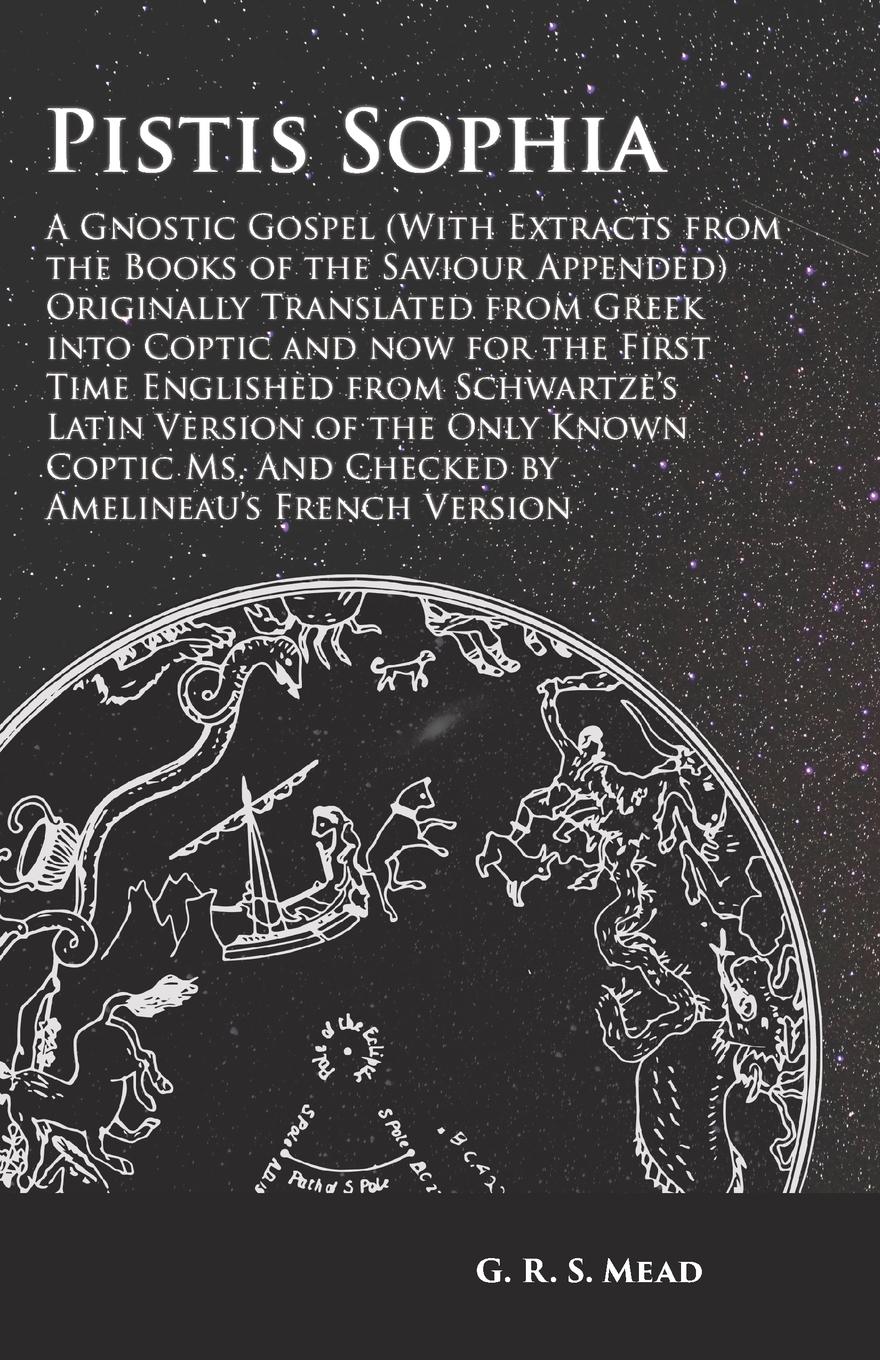 PISTIS SOPHIA
A GNOSTIC GOSPEL (WITH EXTRACTS FROM
THE BOOKS OF THE SAVIOUR APPENDED)
ORIGINALLY TRANSLATED FROM GREEK
INTO COPTIC AND NOW FOR THE FIRST
TIME ENGLISHED FROM SCHWARTZE'S
LATIN VERSION OF THE ONLY KNOWN
COPTIC MS. AND CHECKED BY
AMELINEAU'S FRENCH VERSION
Pole of the Ecliptic
S Pole
S Pole
Path of S Pole
G. R. S. MEAD